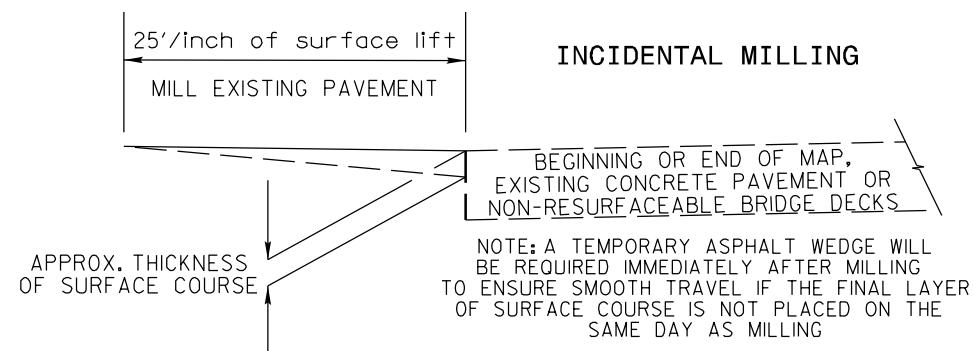 25'/inch of surface lift
INCIDENTAL MILLING
MILL EXISTING PAVEMENT
BEGINNING OR END OF MAP,
EXISTING CONCRETE PAVEMENT OR
NON-RESURFACEABLE BRIDGE DECKS
APPROX. THICKNESS
OF SURFACE COURSE
NOTE: A TEMPORARY ASPHALT WEDGE WILL
BE REQUIRED IMMEDIATELY AFTER MILLING
TO ENSURE SMOOTH TRAVEL IF THE FINAL LAYER
OF SURFACE COURSE IS NOT PLACED ON THE
SAME DAY AS MILLING